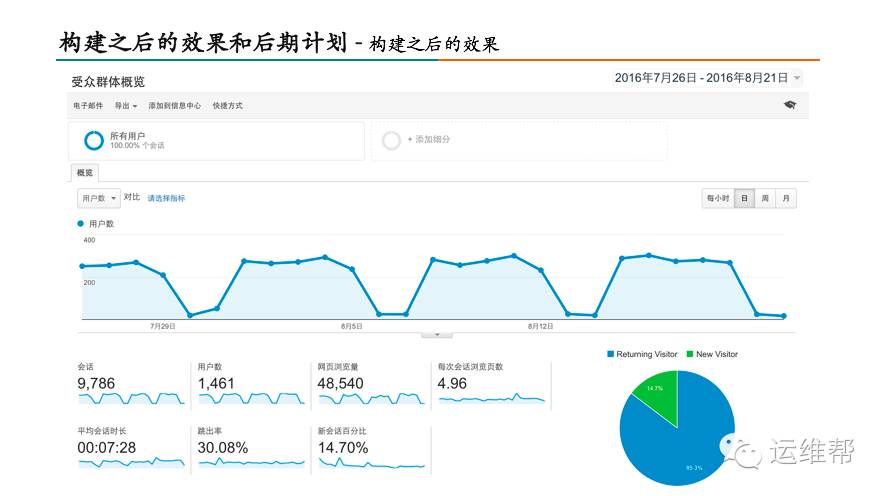 构建之后的效果和后期计划 - 构建之后的效果
受众群体概览
2016年7月26日 - 2016年8月21日
电子邮件 导出 添加到信息中心 快捷方式
所有用户
100.00% 个会话
+ 添加细分
概览
用户数 对比 请选择指标
每小时 日 周 月
用户数
400
200
7月29日 8月5日 8月12日
Returning Visitor New Visitor
会话 用户数 网页浏览量 每次会话浏览页数
9,786 1,461 48,540 4.96
14.7%
平均会话时长 跳出率 新会话百分比
00:07:28 30.08% 14.70%
85.3%
运维帮